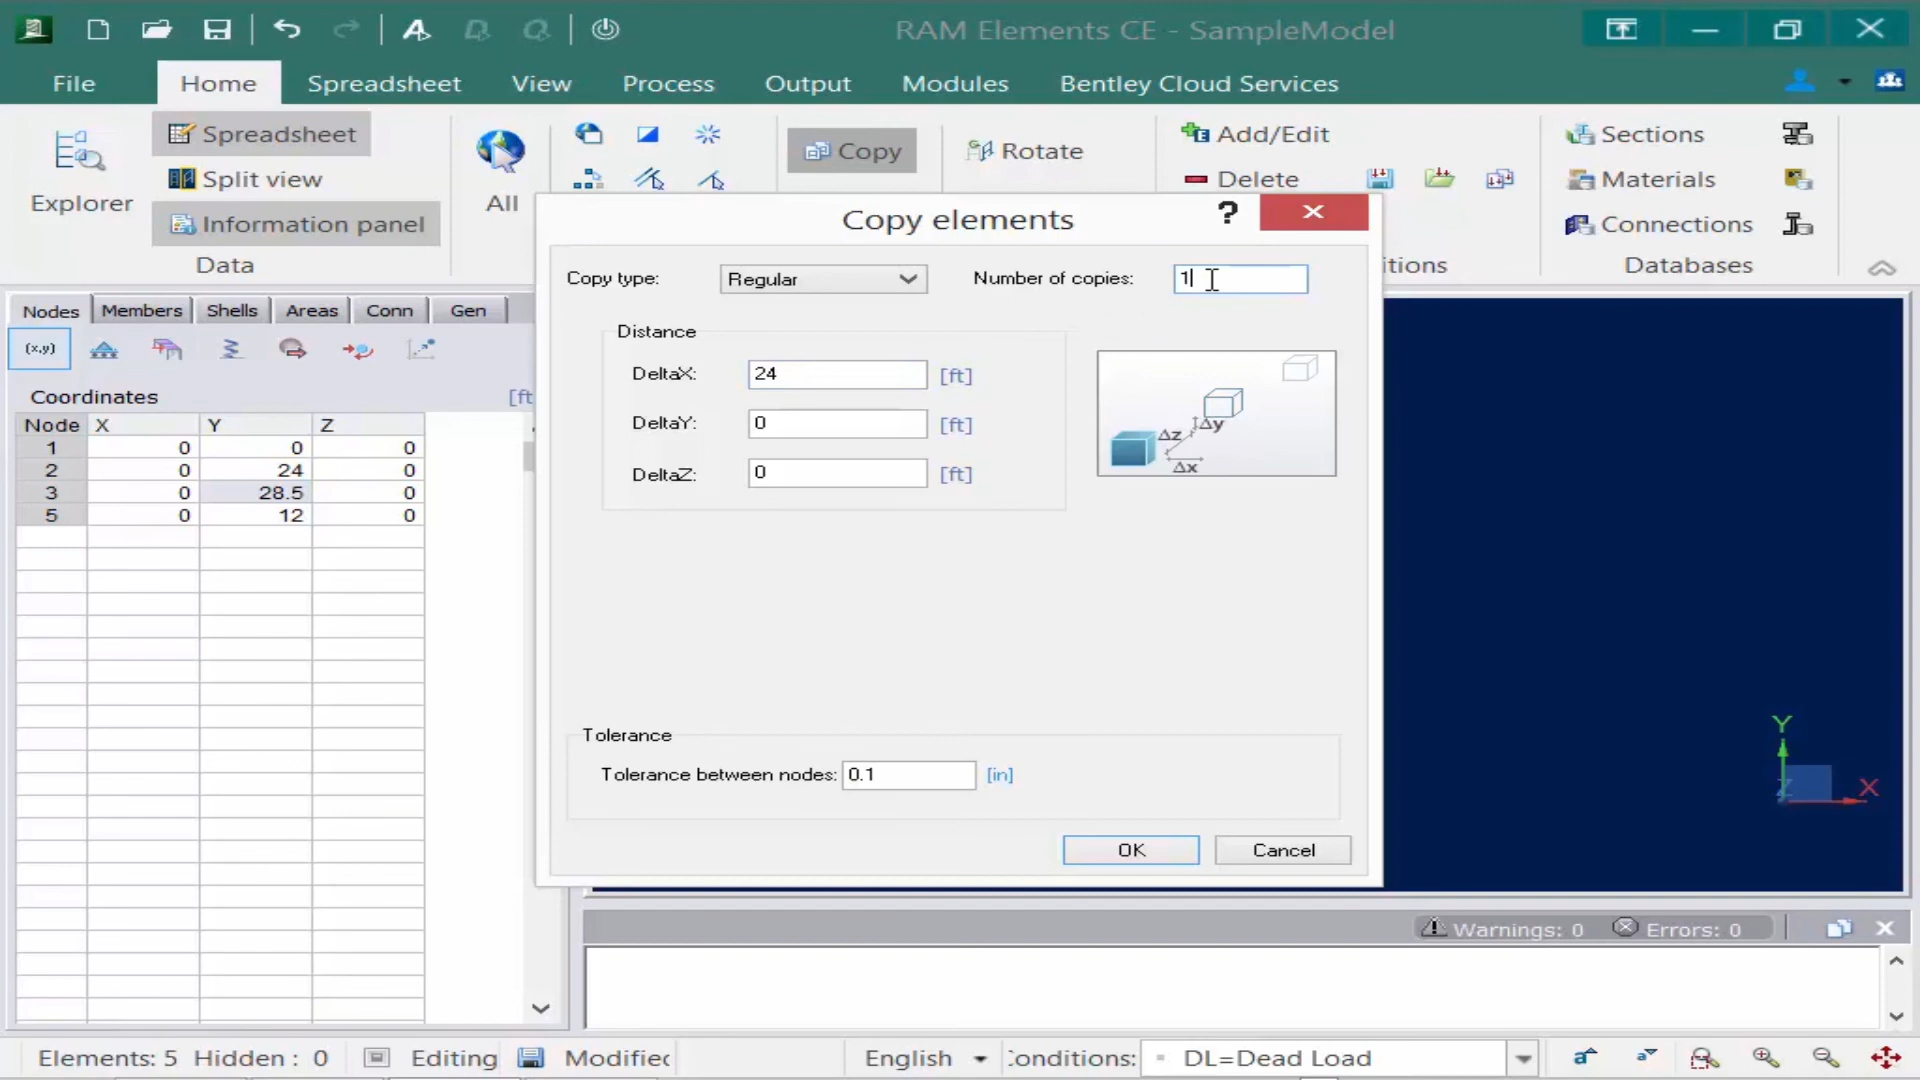 RAM Elements CE - SampleModel
File Home Spreadsheet View Process Output Modules Bentley Cloud Services
Explorer
Spreadsheet
Split view
Information panel
Data
All
Copy
Rotate
Add/Edit
Delete
itions
Sections
Materials
Connections
Databases
Copy elements
?
Copy type: Regular
Number of copies: 1
Distance
DeltaX: 24 [ft]
DeltaY: 0 [ft]
DeltaZ: 0 [ft]
Δz Δy
Δx
Tolerance
Tolerance between nodes: 0.1 [in]
OK Cancel
Nodes Members Shells Areas Conn Gen
(x,y)
Coordinates [ft
Node X Y Z
1 0 0 0
2 0 24 0
3 0 28.5 0
5 0 12 0
Y
Z X
Warnings: 0 Errors: 0
Elements: 5 Hidden : 0 Editing Modified English Conditions: DL=Dead Load